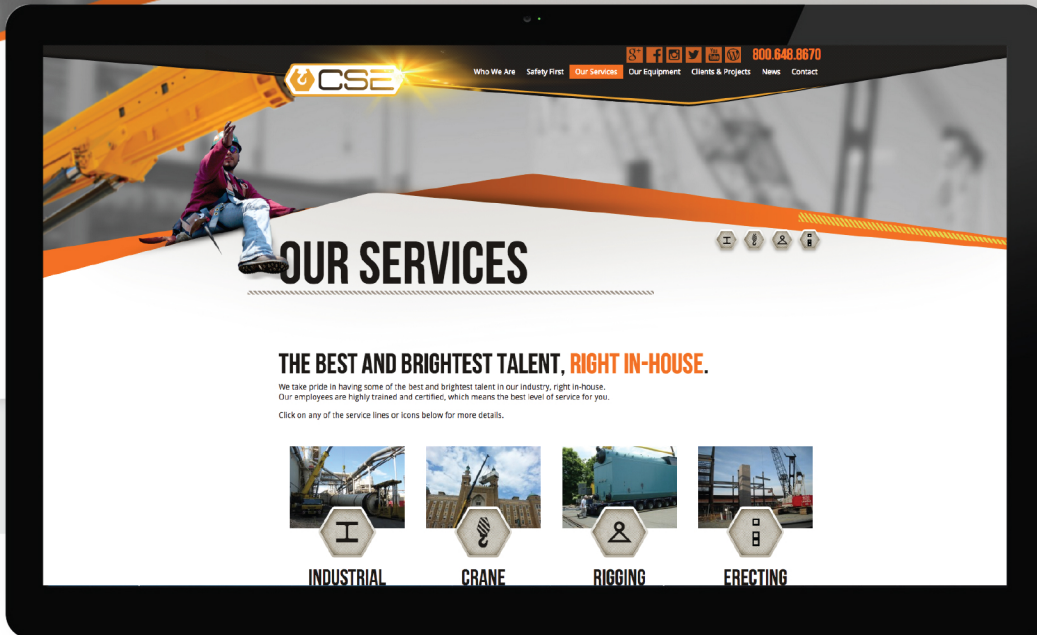 800.648.8670
CSE
Who We Are Safety First Our Services Our Equipment Clients & Projects News Contact
OUR SERVICES
THE BEST AND BRIGHTEST TALENT, RIGHT IN-HOUSE.
We take pride in having some of the best and brightest talent in our industry, right in-house.
Our employees are highly trained and certified, which means the best level of service for you.
Click on any of the service lines or icons below for more details.
INDUSTRIAL CRANE RIGGING ERECTING